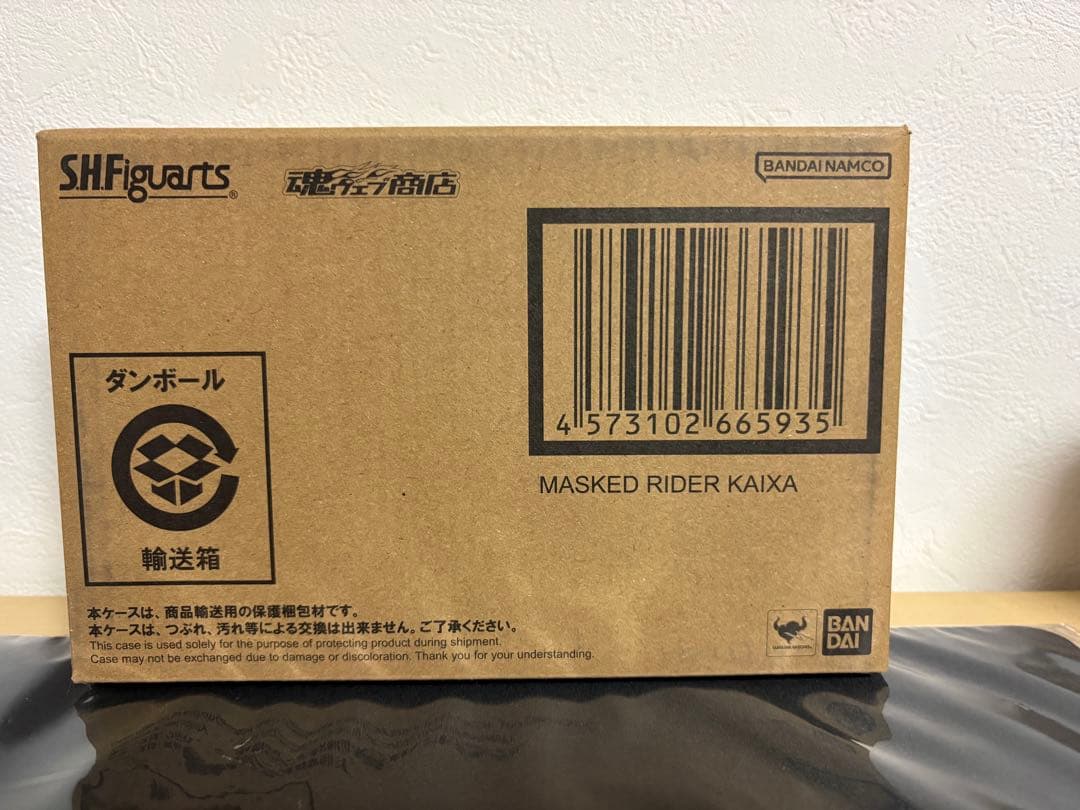 S.H.Figuarts®
魂ウェブ商店
BANDAI NAMCO
4 573102 665935
MASKED RIDER KAIXA
ダンボール
輸送箱
本ケースは、商品輸送用の保護梱包材です。
本ケースは、つぶれ、汚れ等による交換は出来ません。ご了承ください。
This case is used solely for the purpose of protecting product during shipment.
Case may not be exchanged due to damage or discoloration. Thank you for your understanding.
BAN
DAI